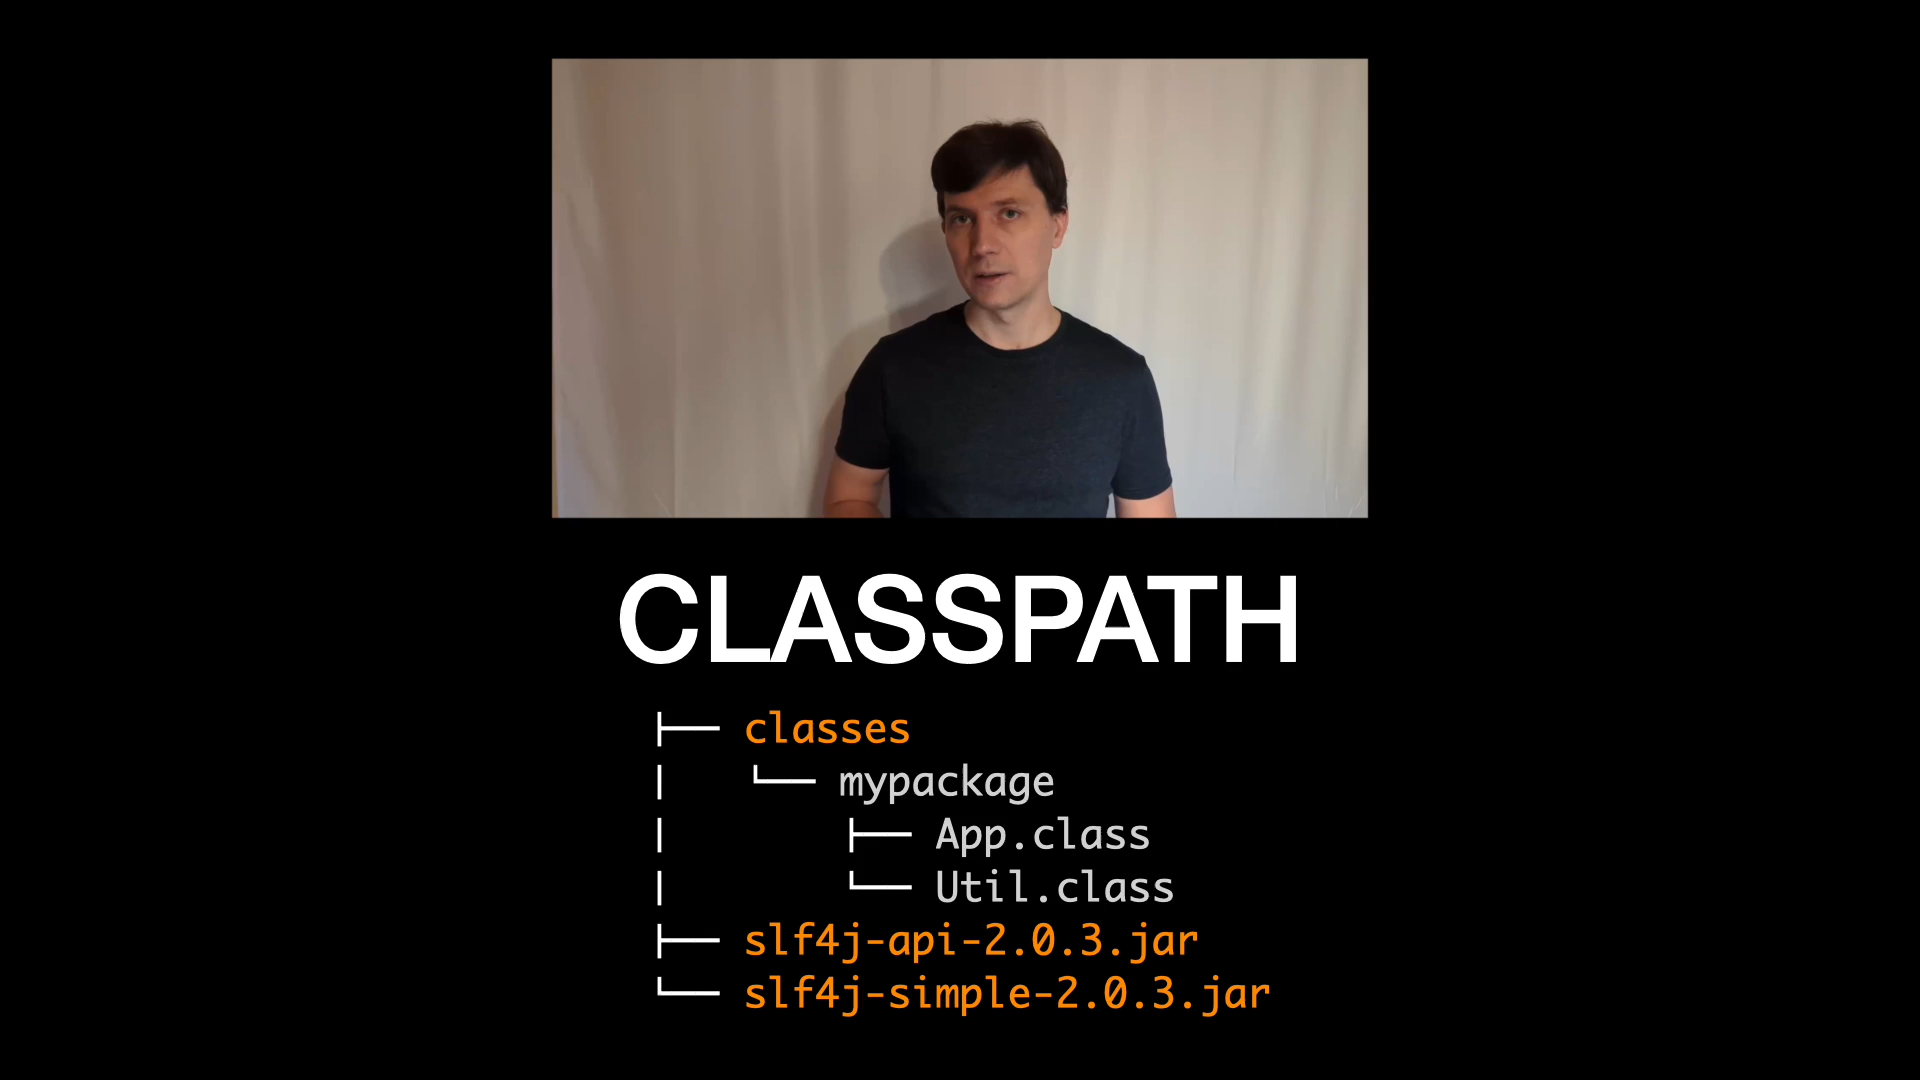 CLASSPATH
├── classes
│   └── mypackage
│       ├── App.class
│       └── Util.class
├── slf4j-api-2.0.3.jar
└── slf4j-simple-2.0.3.jar